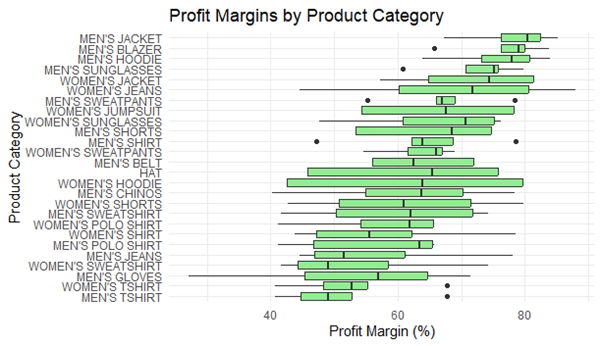 Profit Margins by Product Category
MEN'S JACKET
MEN'S BLAZER
MEN'S HOODIE
MEN'S SUNGLASSES
WOMEN'S JACKET
WOMEN'S JEANS
MEN'S SWEATPANTS
WOMEN'S JUMPSUIT
WOMEN'S SUNGLASSES
MEN'S SHORTS
MEN'S SHIRT
WOMEN'S SWEATPANTS
MEN'S BELT
HAT
WOMEN'S HOODIE
MEN'S CHINOS
WOMEN'S SHORTS
MEN'S SWEATSHIRT
WOMEN'S POLO SHIRT
WOMEN'S SHIRT
MEN'S POLO SHIRT
MEN'S JEANS
WOMEN'S SWEATSHIRT
MEN'S GLOVES
WOMEN'S TSHIRT
MEN'S TSHIRT
Product Category
40 60 80
Profit Margin (%)